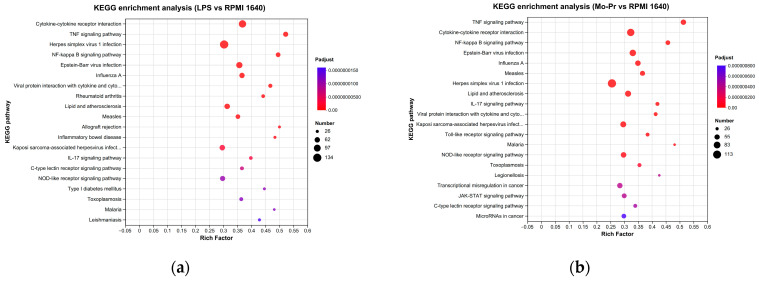 KEGG enrichment analysis (LPS vs RPMI 1640)
KEGG pathway
Cytokine-cytokine receptor interaction
TNF signaling pathway
Herpes simplex virus 1 infection
NF-kappa B signaling pathway
Epstein-Barr virus infection
Influenza A
Viral protein interaction with cytokine and cyto...
Rheumatoid arthritis
Lipid and atherosclerosis
Measles
Allograft rejection
Inflammatory bowel disease
Kaposi sarcoma-associated herpesvirus infect...
IL-17 signaling pathway
C-type lectin receptor signaling pathway
NOD-like receptor signaling pathway
Type I diabetes mellitus
Toxoplasmosis
Malaria
Leishmaniasis
-0.05 0 0.05 0.1 0.15 0.2 0.25 0.3 0.35 0.4 0.45 0.5 0.55 0.6
Rich Factor
Padjust
0.00
Number
26
62
97
134
(a)
KEGG enrichment analysis (Mo-Pr vs RPMI 1640)
KEGG pathway
TNF signaling pathway
Cytokine-cytokine receptor interaction
NF-kappa B signaling pathway
Epstein-Barr virus infection
Influenza A
Measles
Herpes simplex virus 1 infection
Lipid and atherosclerosis
IL-17 signaling pathway
Viral protein interaction with cytokine and cyto...
Kaposi sarcoma-associated herpesvirus infect...
Toll-like receptor signaling pathway
Malaria
NOD-like receptor signaling pathway
Toxoplasmosis
Legionellosis
Transcriptional misregulation in cancer
JAK-STAT signaling pathway
C-type lectin receptor signaling pathway
MicroRNAs in cancer
-0.05 0 0.05 0.1 0.15 0.2 0.25 0.3 0.35 0.4 0.45 0.5 0.55 0.6
Rich Factor
Padjust
0.00
Number
26
55
83
113
(b)